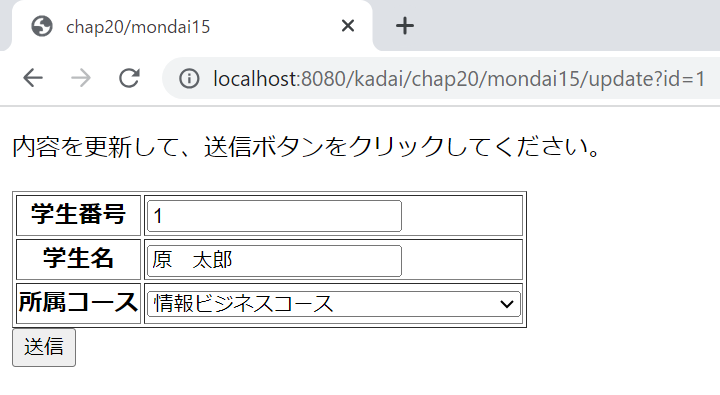 chap20/mondai15
localhost:8080/kadai/chap20/mondai15/update?id=1
内容を更新して、送信ボタンをクリックしてください。
学生番号 1
学生名 原　太郎
所属コース 情報ビジネスコース
送信